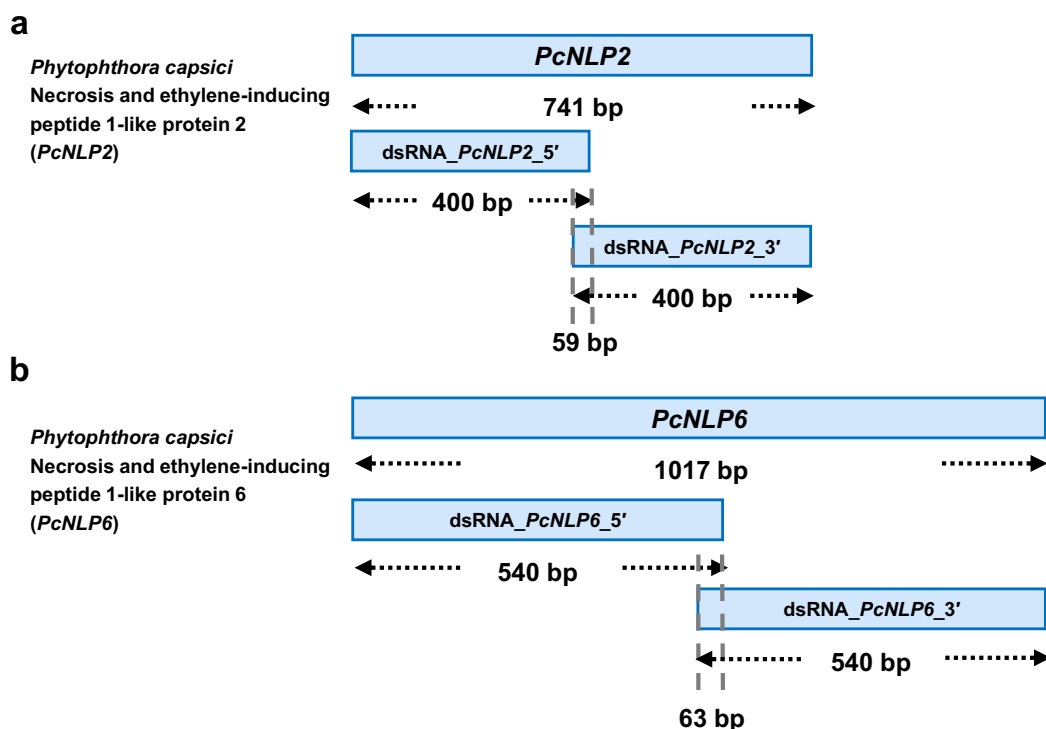 a
Phytophthora capsici
Necrosis and ethylene-inducing
peptide 1-like protein 2
(PcNLP2)
PcNLP2
741 bp
dsRNA_PcNLP2_5′
400 bp
dsRNA_PcNLP2_3′
400 bp
59 bp
b
Phytophthora capsici
Necrosis and ethylene-inducing
peptide 1-like protein 6
(PcNLP6)
PcNLP6
1017 bp
dsRNA_PcNLP6_5′
540 bp
dsRNA_PcNLP6_3′
540 bp
63 bp